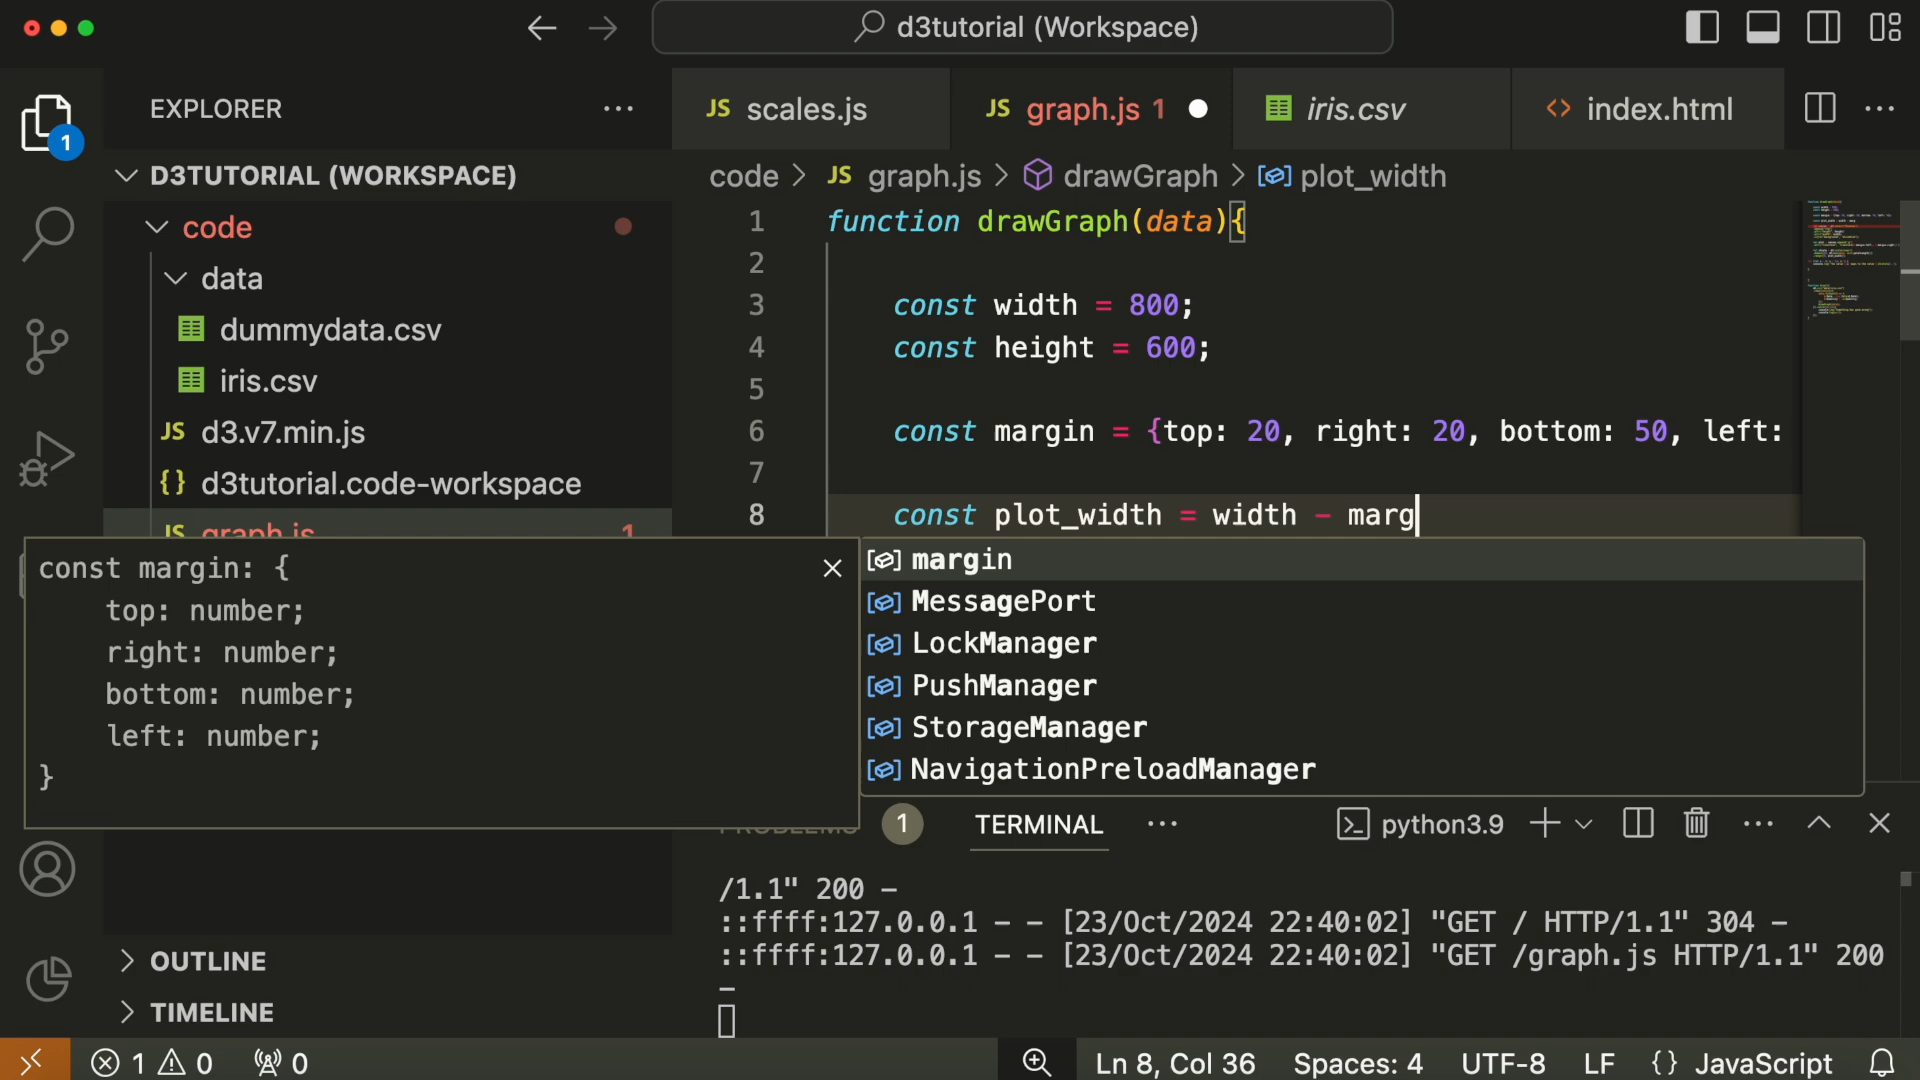 d3tutorial (Workspace)
EXPLORER
JS scales.js
JS graph.js 1
iris.csv
<> index.html
1
D3TUTORIAL (WORKSPACE)
code > JS graph.js > drawGraph > plot_width
code
data
dummydata.csv
iris.csv
JS d3.v7.min.js
{} d3tutorial.code-workspace
JS graph.js 1
1 function drawGraph(data){
2
3 const width = 800;
4 const height = 600;
5
6 const margin = {top: 20, right: 20, bottom: 50, left:
7
8 const plot_width = width - marg
const margin: {
top: number;
right: number;
bottom: number;
left: number;
}
margin
MessagePort
LockManager
PushManager
StorageManager
NavigationPreloadManager
PROBLEMS 1 TERMINAL
python3.9
/1.1" 200 -
::ffff:127.0.0.1 - - [23/Oct/2024 22:40:02] "GET / HTTP/1.1" 304 -
::ffff:127.0.0.1 - - [23/Oct/2024 22:40:02] "GET /graph.js HTTP/1.1" 200
-
OUTLINE
TIMELINE
1 0 0
Ln 8, Col 36 Spaces: 4 UTF-8 LF {} JavaScript